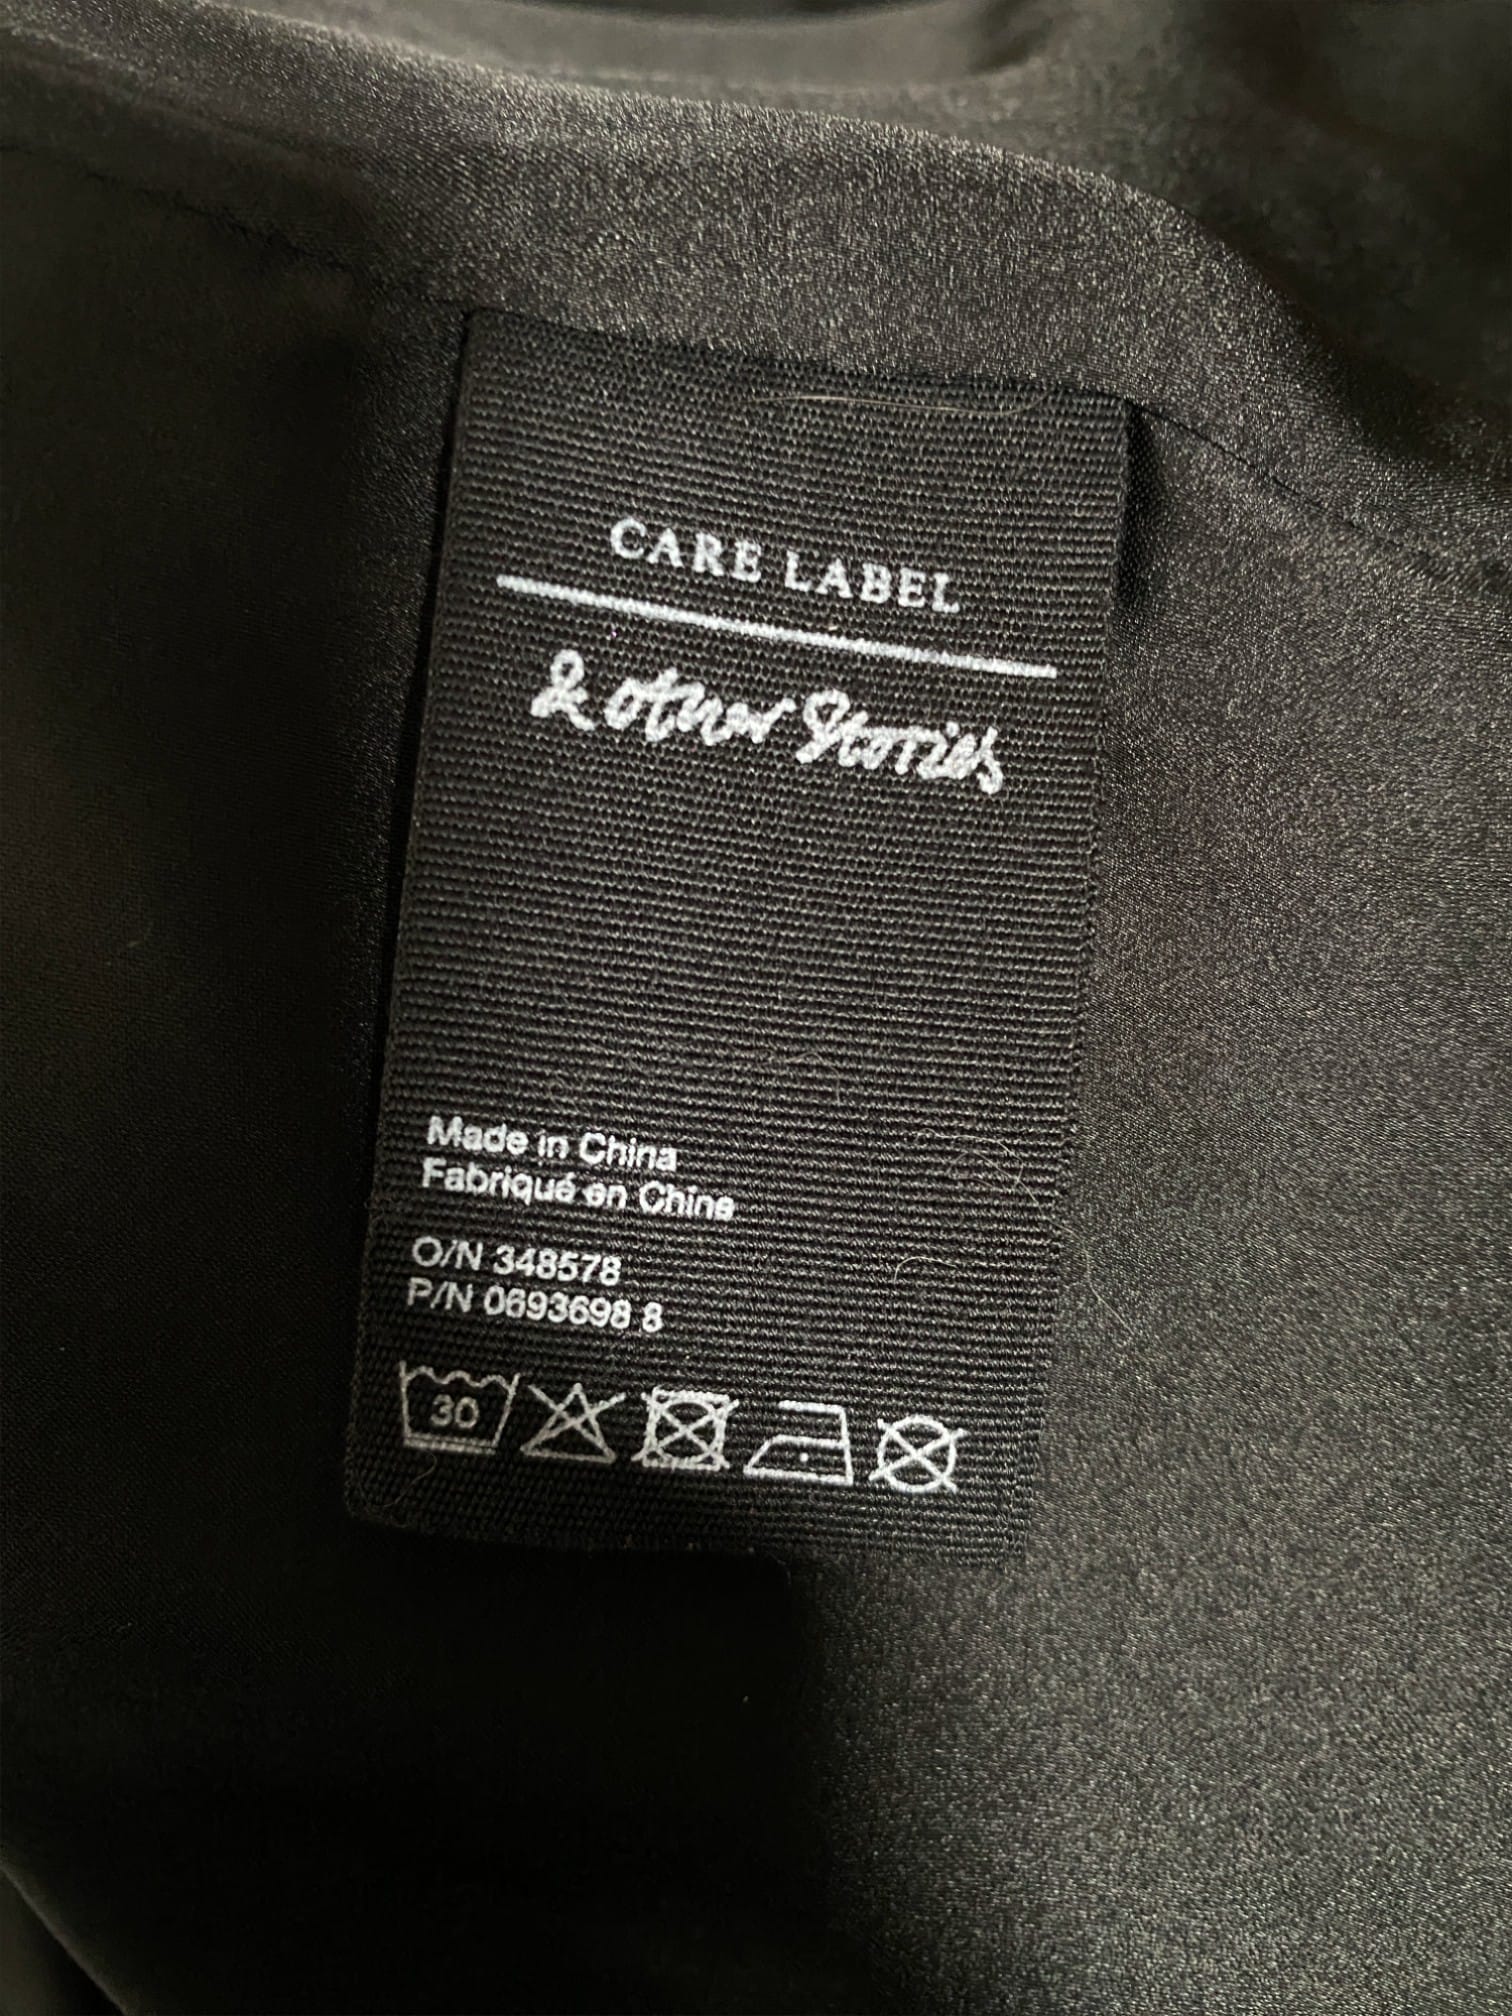 CARE LABEL
& other Stories
Made in China
Fabriqué en Chine
O/N 348578
P/N 0693698 8
30